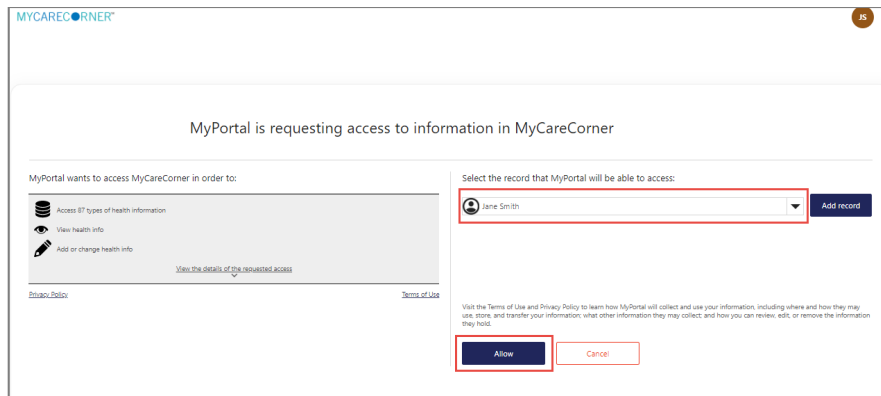 MYCARECORNER™
JS
MyPortal is requesting access to information in MyCareCorner
MyPortal wants to access MyCareCorner in order to:
Access 87 types of health information
View health info
Add or change health info
View the details of the requested access
Privacy Policy
Terms of Use
Select the record that MyPortal will be able to access:
Jane Smith
Add record
Visit the Terms of Use and Privacy Policy to learn how MyPortal will collect and use your information, including where and how they may
use, store, and transfer your information; what other information they may collect; and how you can review, edit, or remove the information
they hold.
Allow
Cancel